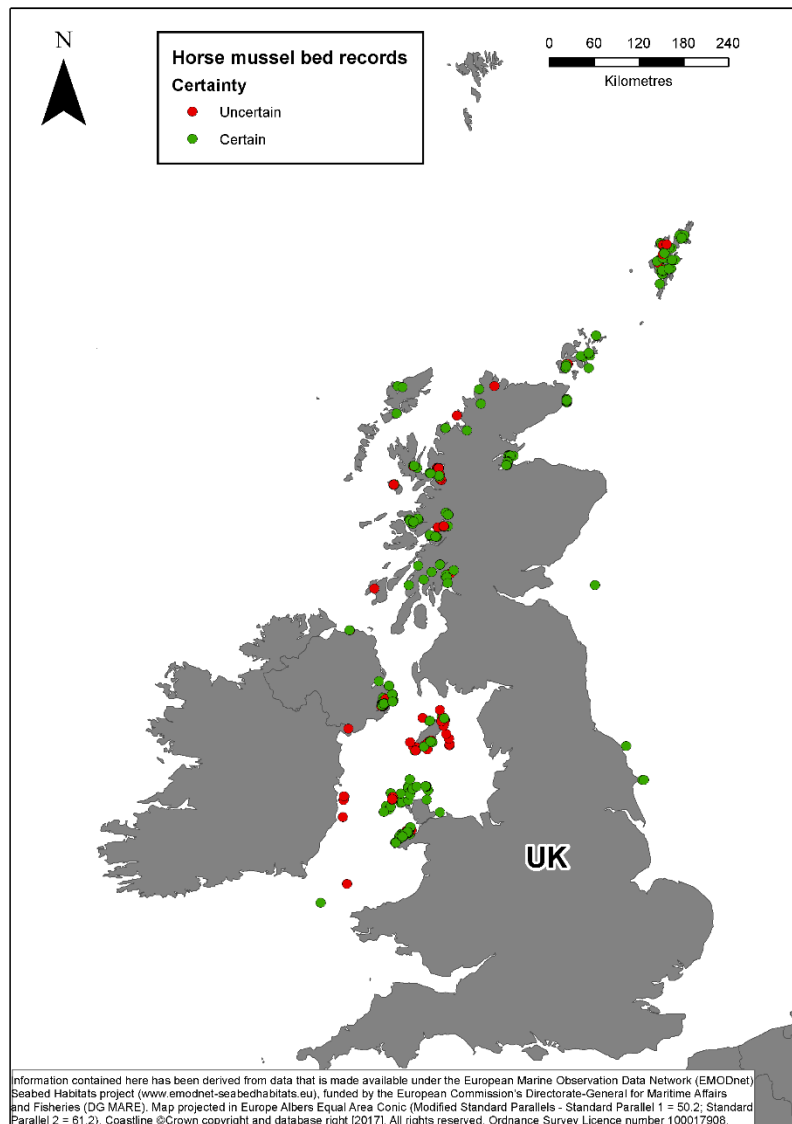 N
Horse mussel bed records
Certainty
Uncertain
Certain
0 60 120 180 240
Kilometres
UK
Information contained here has been derived from data that is made available under the European Marine Observation Data Network (EMODnet)
Seabed Habitats project (www.emodnet-seabedhabitats.eu), funded by the European Commission's Directorate-General for Maritime Affairs
and Fisheries (DG MARE). Map projected in Europe Albers Equal Area Conic (Modified Standard Parallels - Standard Parallel 1 = 50.2; Standard
Parallel 2 = 61.2). Coastline ©Crown copyright and database right [2017]. All rights reserved. Ordnance Survey Licence number 100017908.